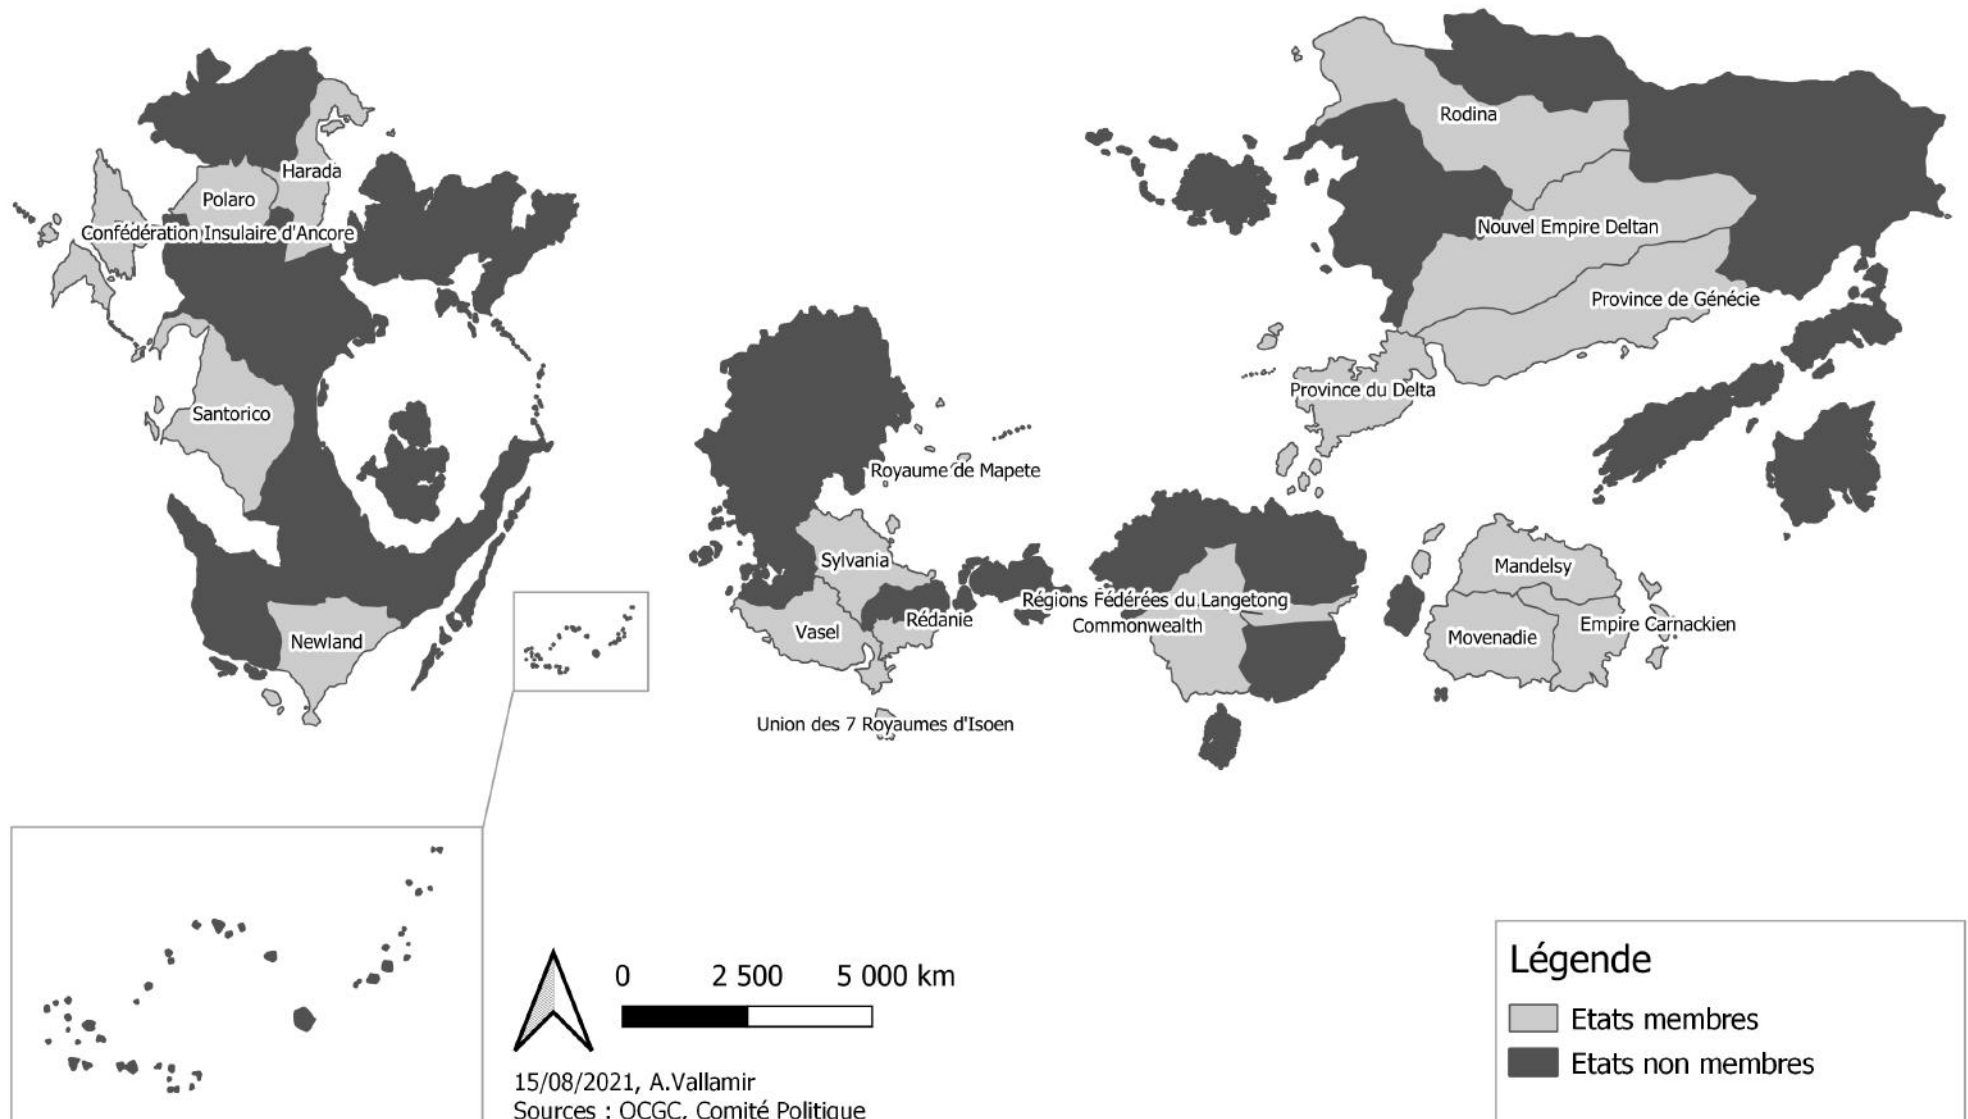 Rodina
Harada
Polaro
Confédération Insulaire d'Ancore
Nouvel Empire Deltan
Province de Génécie
Province du Delta
Santorico
Royaume de Mapete
Sylvania
Mandelsy
Régions Fédérées du Langetong
Rédanie
Commonwealth
Empire Carnackien
Vasel
Movenadie
Newland
Union des 7 Royaumes d'Isoen
0 2 500 5 000 km
15/08/2021, A.Vallamir
Sources : OCGC, Comité Politique
Légende
Etats membres
Etats non membres